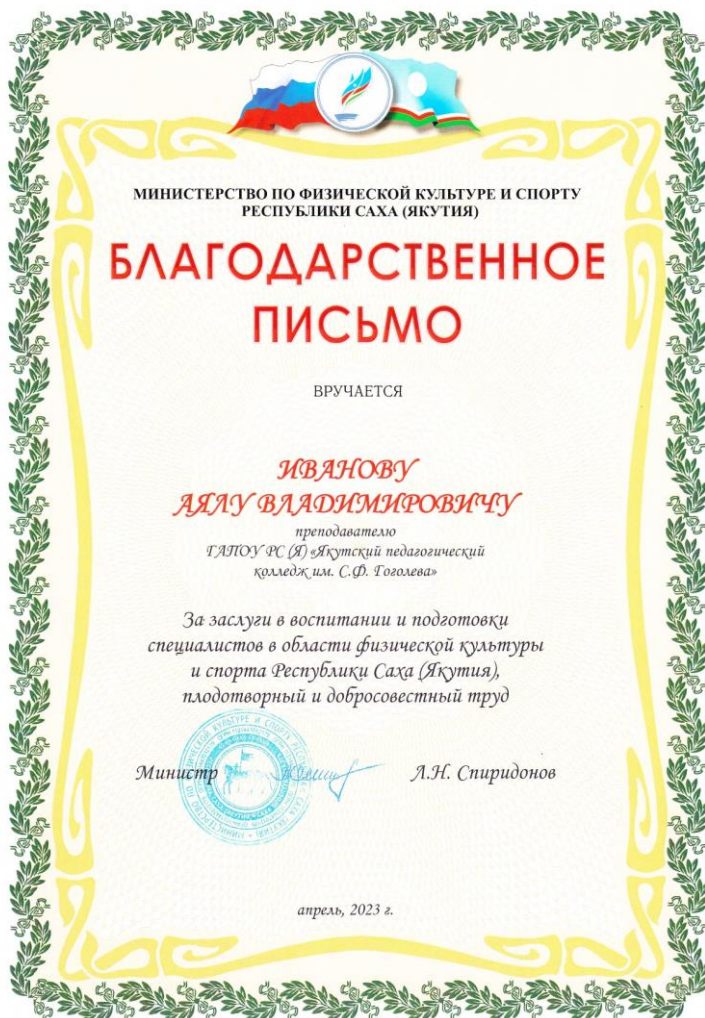 МИНИСТЕРСТВО ПО ФИЗИЧЕСКОЙ КУЛЬТУРЕ И СПОРТУ
РЕСПУБЛИКИ САХА (ЯКУТИЯ)
БЛАГОДАРСТВЕННОЕ
ПИСЬМО
ВРУЧАЕТСЯ
ИВАНОВУ
АЯЛУ ВЛАДИМИРОВИЧУ
преподавателю
ГАПОУ РС (Я) «Якутский педагогический
колледж им. С.Ф. Гоголева»
За заслуги в воспитании и подготовки
специалистов в области физической культуры
и спорта Республики Саха (Якутия),
плодотворный и добросовестный труд
Министр Л.Н. Спиридонов
апрель, 2023 г.